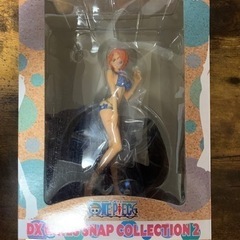 ONE PIECE
DX GIRLS SNAP COLLECTION 2